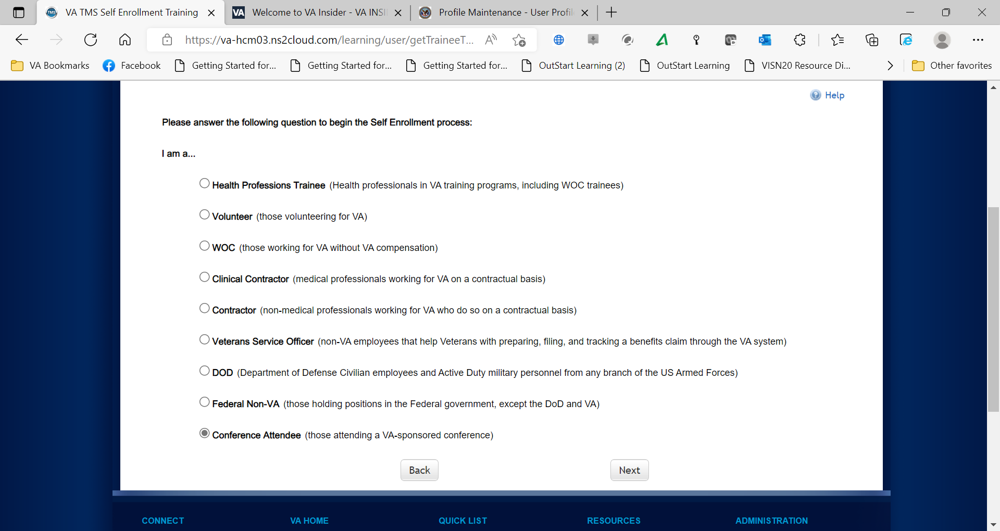 VA TMS Self Enrollment Training
Welcome to VA Insider - VA INSI
Profile Maintenance - User Profil
https://va-hcm03.ns2cloud.com/learning/user/getTraineeT...
VA Bookmarks
Facebook
Getting Started for...
Getting Started for...
Getting Started for...
OutStart Learning (2)
OutStart Learning
VISN20 Resource Di...
Other favorites
Help
Please answer the following question to begin the Self Enrollment process:
I am a...
Health Professions Trainee (Health professionals in VA training programs, including WOC trainees)
Volunteer (those volunteering for VA)
WOC (those working for VA without VA compensation)
Clinical Contractor (medical professionals working for VA on a contractual basis)
Contractor (non-medical professionals working for VA who do so on a contractual basis)
Veterans Service Officer (non-VA employees that help Veterans with preparing, filing, and tracking a benefits claim through the VA system)
DOD (Department of Defense Civilian employees and Active Duty military personnel from any branch of the US Armed Forces)
Federal Non-VA (those holding positions in the Federal government, except the DoD and VA)
Conference Attendee (those attending a VA-sponsored conference)
Back
Next
CONNECT
VA HOME
QUICK LIST
RESOURCES
ADMINISTRATION